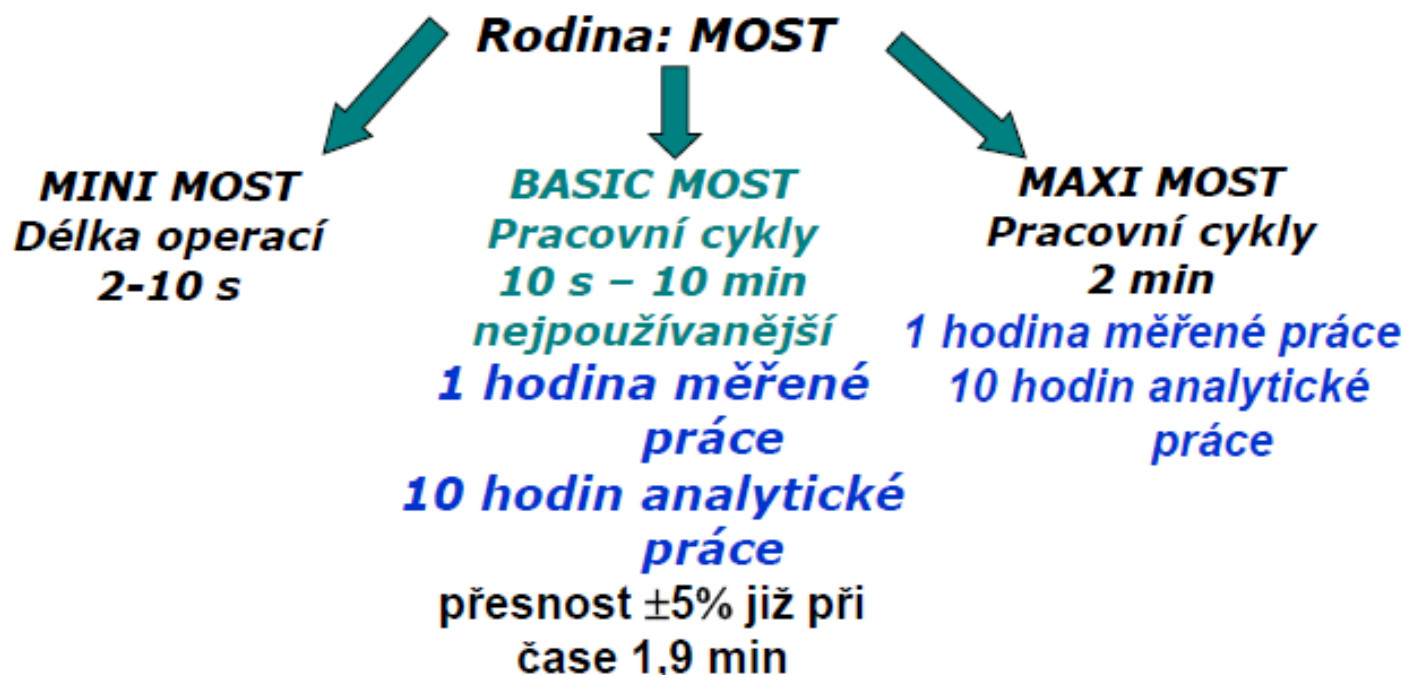 Rodina: MOST
MINI MOST
Délka operací
2-10 s
BASIC MOST
Pracovní cykly
10 s – 10 min
nejpoužívanější
1 hodina měřené
práce
10 hodin analytické
práce
přesnost ±5% již při
čase 1,9 min
MAXI MOST
Pracovní cykly
2 min
1 hodina měřené práce
10 hodin analytické
práce